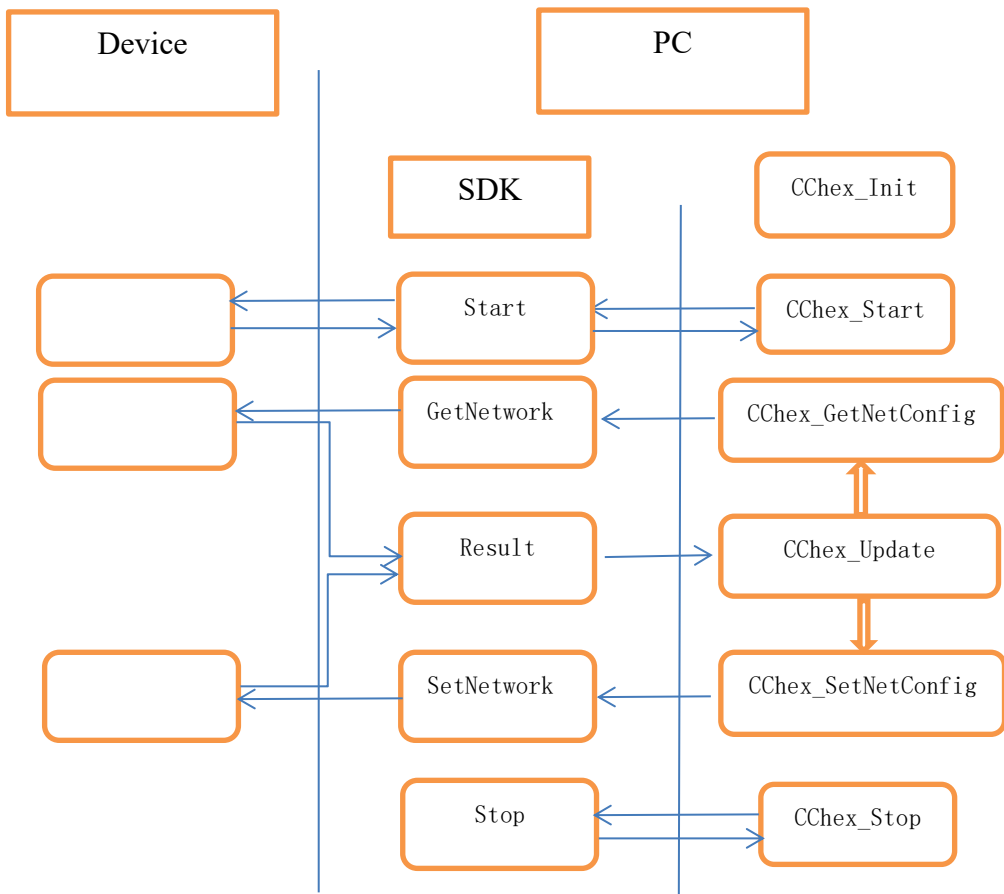 Device
PC
SDK
CChex_Init
Start
CChex_Start
GetNetwork
CChex_GetNetConfig
Result
CChex_Update
SetNetwork
CChex_SetNetConfig
Stop
CChex_Stop